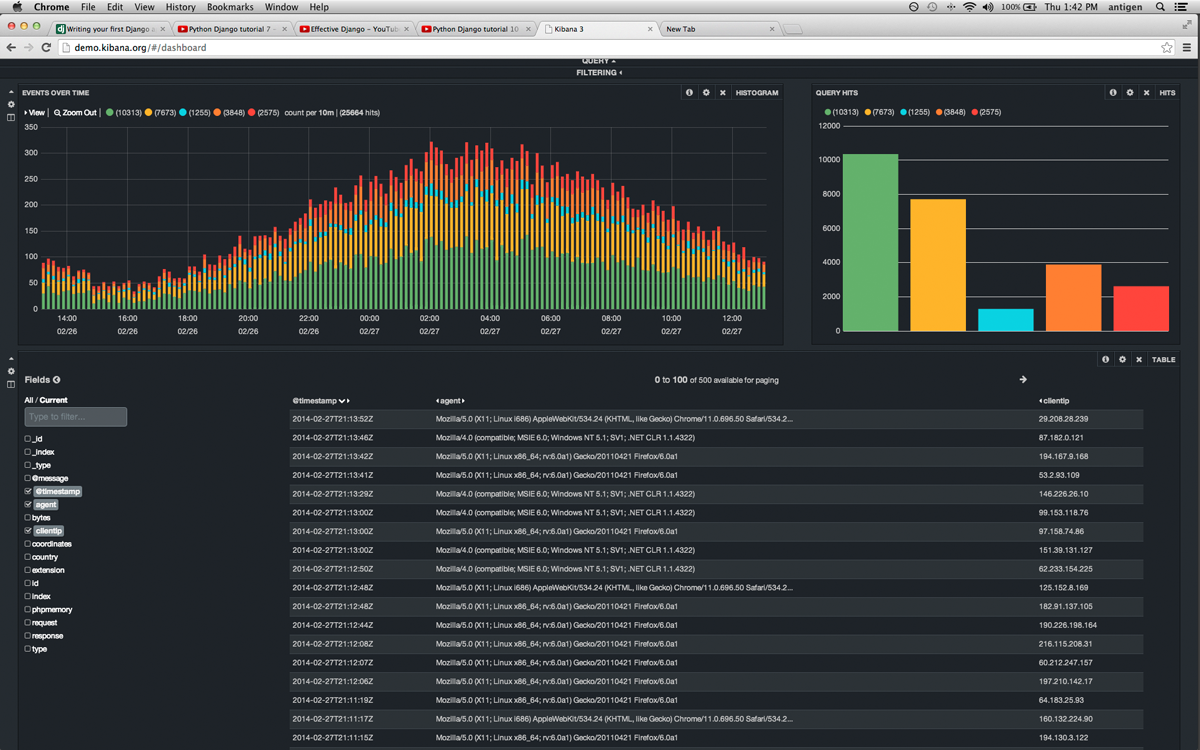 Chrome File Edit View History Bookmarks Window Help 100% Thu 1:42 PM antigen
Writing your first Django a Python Django tutorial 7 - Effective Django - YouTub Python Django tutorial 10 Kibana 3 New Tab
demo.kibana.org/#/dashboard
QUERY
FILTERING
EVENTS OVER TIME HISTOGRAM
View | Zoom Out | (10313) (7673) (1255) (3848) (2575) count per 10m | (25664 hits)
350
300
250
200
150
100
50
0
14:00 16:00 18:00 20:00 22:00 00:00 02:00 04:00 06:00 08:00 10:00 12:00
02/26 02/26 02/26 02/26 02/26 02/27 02/27 02/27 02/27 02/27 02/27 02/27
QUERY HITS HITS
(10313) (7673) (1255) (3848) (2575)
12000
10000
8000
6000
4000
2000
0
TABLE
Fields
All / Current
Type to filter...
_id
_index
_type
@message
@timestamp
agent
bytes
clientip
coordinates
country
extension
id
index
phpmemory
request
response
type
0 to 100 of 500 available for paging
@timestamp agent clientip
2014-02-27T21:13:52Z Mozilla/5.0 (X11; Linux i686) AppleWebKit/534.24 (KHTML, like Gecko) Chrome/11.0.696.50 Safari/534.2... 29.208.28.239
2014-02-27T21:13:46Z Mozilla/4.0 (compatible; MSIE 6.0; Windows NT 5.1; SV1; .NET CLR 1.1.4322) 87.182.0.121
2014-02-27T21:13:42Z Mozilla/5.0 (X11; Linux x86_64; rv:6.0a1) Gecko/20110421 Firefox/6.0a1 194.167.9.168
2014-02-27T21:13:41Z Mozilla/5.0 (X11; Linux x86_64; rv:6.0a1) Gecko/20110421 Firefox/6.0a1 53.2.93.109
2014-02-27T21:13:29Z Mozilla/4.0 (compatible; MSIE 6.0; Windows NT 5.1; SV1; .NET CLR 1.1.4322) 146.226.26.10
2014-02-27T21:13:00Z Mozilla/4.0 (compatible; MSIE 6.0; Windows NT 5.1; SV1; .NET CLR 1.1.4322) 99.153.118.76
2014-02-27T21:13:00Z Mozilla/5.0 (X11; Linux x86_64; rv:6.0a1) Gecko/20110421 Firefox/6.0a1 97.158.74.86
2014-02-27T21:13:00Z Mozilla/4.0 (compatible; MSIE 6.0; Windows NT 5.1; SV1; .NET CLR 1.1.4322) 151.39.131.127
2014-02-27T21:12:50Z Mozilla/4.0 (compatible; MSIE 6.0; Windows NT 5.1; SV1; .NET CLR 1.1.4322) 62.233.154.225
2014-02-27T21:12:48Z Mozilla/5.0 (X11; Linux i686) AppleWebKit/534.24 (KHTML, like Gecko) Chrome/11.0.696.50 Safari/534.2... 125.152.8.169
2014-02-27T21:12:48Z Mozilla/5.0 (X11; Linux x86_64; rv:6.0a1) Gecko/20110421 Firefox/6.0a1 182.91.137.105
2014-02-27T21:12:44Z Mozilla/5.0 (X11; Linux x86_64; rv:6.0a1) Gecko/20110421 Firefox/6.0a1 190.226.198.164
2014-02-27T21:12:08Z Mozilla/5.0 (X11; Linux x86_64; rv:6.0a1) Gecko/20110421 Firefox/6.0a1 216.115.208.31
2014-02-27T21:12:07Z Mozilla/5.0 (X11; Linux x86_64; rv:6.0a1) Gecko/20110421 Firefox/6.0a1 60.212.247.157
2014-02-27T21:12:06Z Mozilla/5.0 (X11; Linux x86_64; rv:6.0a1) Gecko/20110421 Firefox/6.0a1 197.210.142.17
2014-02-27T21:11:19Z Mozilla/5.0 (X11; Linux x86_64; rv:6.0a1) Gecko/20110421 Firefox/6.0a1 64.183.25.93
2014-02-27T21:11:17Z Mozilla/5.0 (X11; Linux i686) AppleWebKit/534.24 (KHTML, like Gecko) Chrome/11.0.696.50 Safari/534.2... 160.132.224.90
2014-02-27T21:11:15Z Mozilla/5.0 (X11; Linux x86_64; rv:6.0a1) Gecko/20110421 Firefox/6.0a1 194.130.3.122